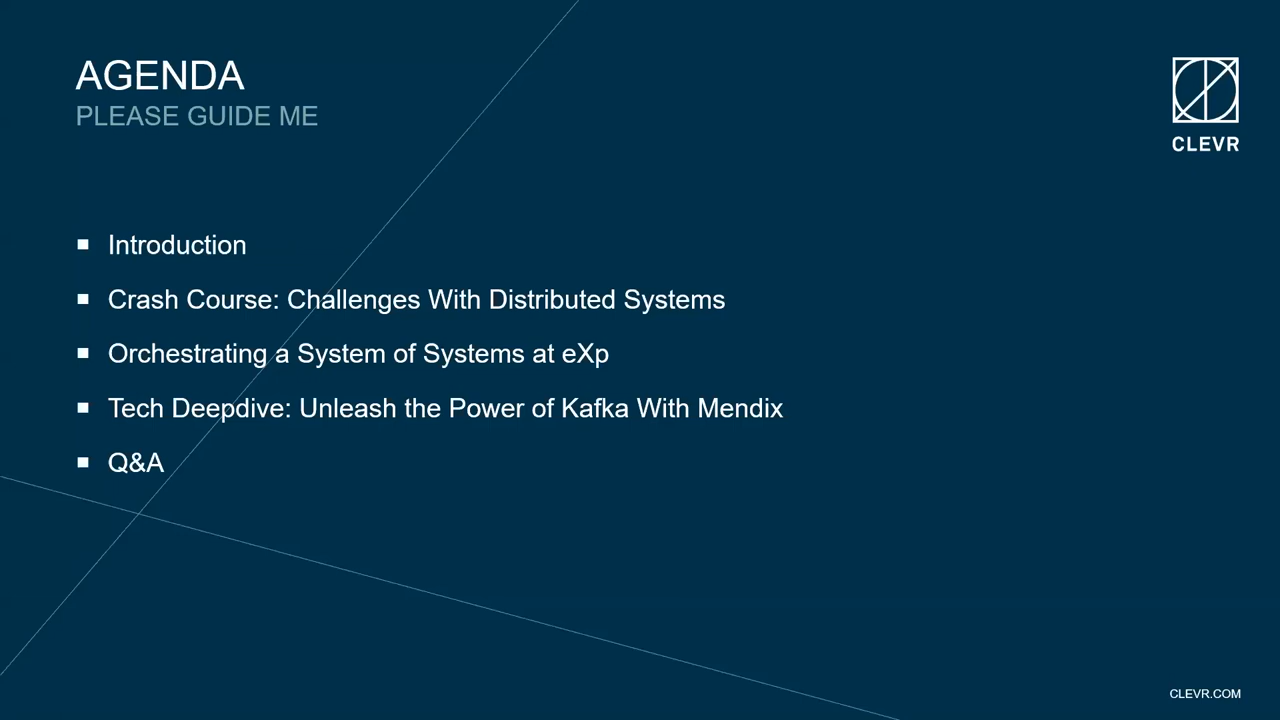 AGENDA
PLEASE GUIDE ME
CLEVR
Introduction
Crash Course: Challenges With Distributed Systems
Orchestrating a System of Systems at eXp
Tech Deepdive: Unleash the Power of Kafka With Mendix
Q&A
CLEVR.COM